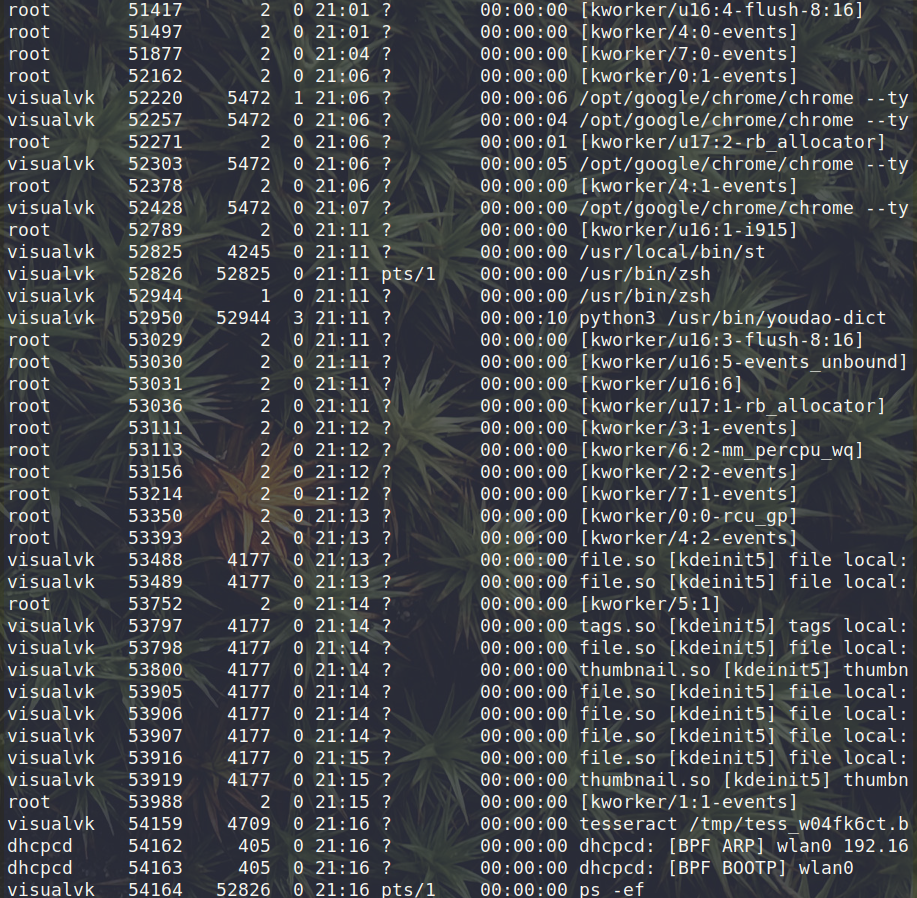 root 51417 2 0 21:01 ? 00:00:00 [kworker/u16:4-flush-8:16]
root 51497 2 0 21:01 ? 00:00:00 [kworker/4:0-events]
root 51877 2 0 21:04 ? 00:00:00 [kworker/7:0-events]
root 52162 2 0 21:06 ? 00:00:00 [kworker/0:1-events]
visualvk 52220 5472 1 21:06 ? 00:00:06 /opt/google/chrome/chrome --ty
visualvk 52257 5472 0 21:06 ? 00:00:04 /opt/google/chrome/chrome --ty
root 52271 2 0 21:06 ? 00:00:01 [kworker/u17:2-rb_allocator]
visualvk 52303 5472 0 21:06 ? 00:00:05 /opt/google/chrome/chrome --ty
root 52378 2 0 21:06 ? 00:00:00 [kworker/4:1-events]
visualvk 52428 5472 0 21:07 ? 00:00:00 /opt/google/chrome/chrome --ty
root 52789 2 0 21:11 ? 00:00:00 [kworker/u16:1-i915]
visualvk 52825 4245 0 21:11 ? 00:00:00 /usr/local/bin/st
visualvk 52826 52825 0 21:11 pts/1 00:00:00 /usr/bin/zsh
visualvk 52944 1 0 21:11 ? 00:00:00 /usr/bin/zsh
visualvk 52950 52944 3 21:11 ? 00:00:10 python3 /usr/bin/youdao-dict
root 53029 2 0 21:11 ? 00:00:00 [kworker/u16:3-flush-8:16]
root 53030 2 0 21:11 ? 00:00:00 [kworker/u16:5-events_unbound]
root 53031 2 0 21:11 ? 00:00:00 [kworker/u16:6]
root 53036 2 0 21:11 ? 00:00:00 [kworker/u17:1-rb_allocator]
root 53111 2 0 21:12 ? 00:00:00 [kworker/3:1-events]
root 53113 2 0 21:12 ? 00:00:00 [kworker/6:2-mm_percpu_wq]
root 53156 2 0 21:12 ? 00:00:00 [kworker/2:2-events]
root 53214 2 0 21:12 ? 00:00:00 [kworker/7:1-events]
root 53350 2 0 21:13 ? 00:00:00 [kworker/0:0-rcu_gp]
root 53393 2 0 21:13 ? 00:00:00 [kworker/4:2-events]
visualvk 53488 4177 0 21:13 ? 00:00:00 file.so [kdeinit5] file local:
visualvk 53489 4177 0 21:13 ? 00:00:00 file.so [kdeinit5] file local:
root 53752 2 0 21:14 ? 00:00:00 [kworker/5:1]
visualvk 53797 4177 0 21:14 ? 00:00:00 tags.so [kdeinit5] tags local:
visualvk 53798 4177 0 21:14 ? 00:00:00 file.so [kdeinit5] file local:
visualvk 53800 4177 0 21:14 ? 00:00:00 thumbnail.so [kdeinit5] thumbn
visualvk 53905 4177 0 21:14 ? 00:00:00 file.so [kdeinit5] file local:
visualvk 53906 4177 0 21:14 ? 00:00:00 file.so [kdeinit5] file local:
visualvk 53907 4177 0 21:14 ? 00:00:00 file.so [kdeinit5] file local:
visualvk 53916 4177 0 21:15 ? 00:00:00 file.so [kdeinit5] file local:
visualvk 53919 4177 0 21:15 ? 00:00:00 thumbnail.so [kdeinit5] thumbn
root 53988 2 0 21:15 ? 00:00:00 [kworker/1:1-events]
visualvk 54159 4709 0 21:16 ? 00:00:00 tesseract /tmp/tess_w04fk6ct.b
dhcpcd 54162 405 0 21:16 ? 00:00:00 dhcpcd: [BPF ARP] wlan0 192.16
dhcpcd 54163 405 0 21:16 ? 00:00:00 dhcpcd: [BPF BOOTP] wlan0
visualvk 54164 52826 0 21:16 pts/1 00:00:00 ps -ef